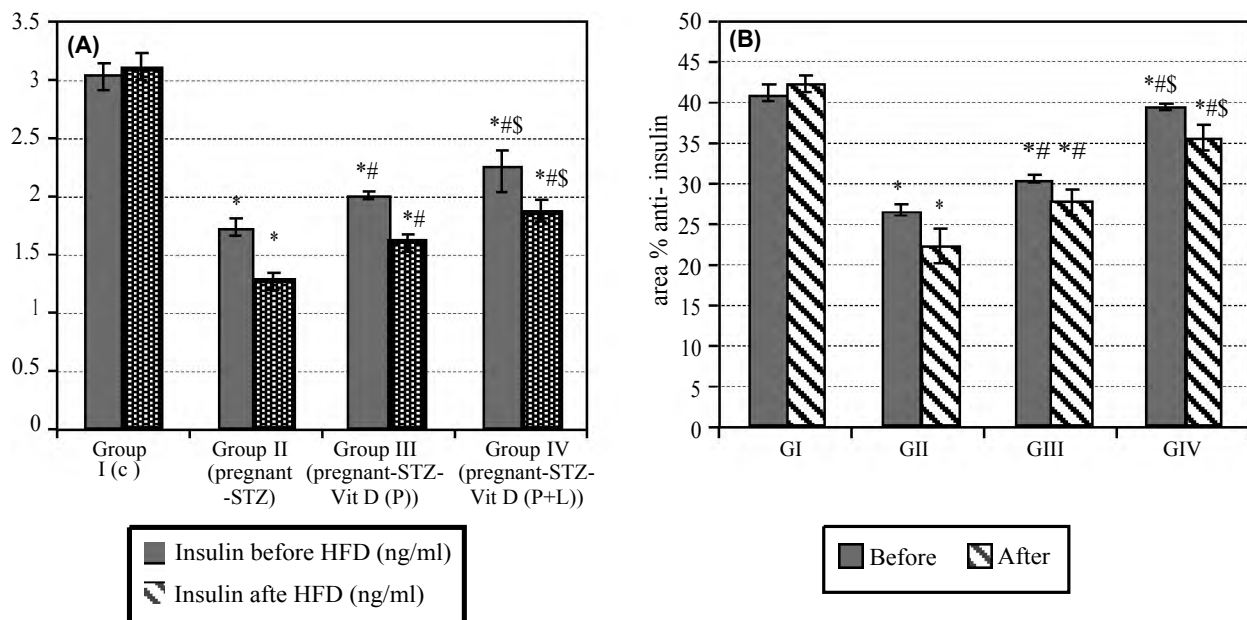 (A)
3.5
3
2.5
2
1.5
1
0.5
0
*
*
*#
*#
*#$
*#$
Group
I (c )
Group II
(pregnant
-STZ)
Group III
(pregnant-STZ-
Vit D (P))
Group IV
(pregnant-STZ-
Vit D (P+L))
Insulin before HFD (ng/ml)
Insulin afte HFD (ng/ml)
(B)
area % anti- insulin
50
45
40
35
30
25
20
15
10
5
0
*
*
*#
*#
*#$
*#$
GI
GII
GIII
GIV
Before
After